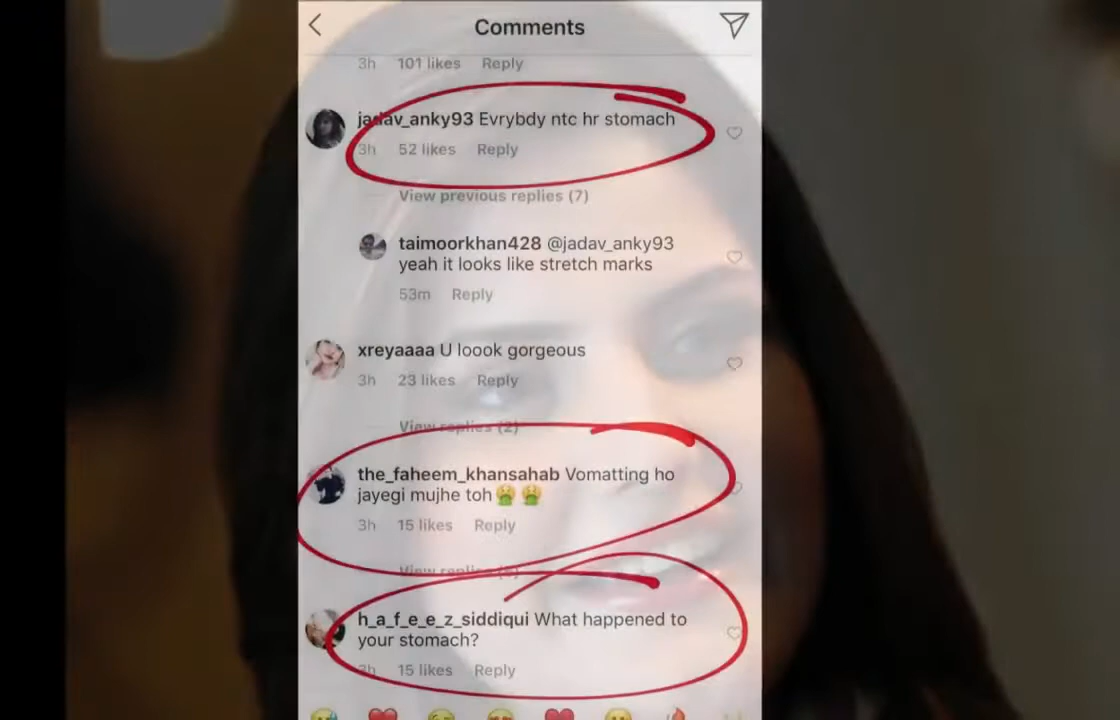 Comments
3h 101 likes Reply
jadav_anky93 Evrybdy ntc hr stomach
3h 52 likes Reply
View previous replies (7)
taimoorkhan428 @jadav_anky93
yeah it looks like stretch marks
53m Reply
xreyaaaa U loook gorgeous
3h 23 likes Reply
View replies (2)
the_faheem_khansahab Vomatting ho
jayegi mujhe toh🤮🤮
3h 15 likes Reply
View replies
h_a_f_e_e_z_siddiqui What happened to
your stomach?
3h 15 likes Reply